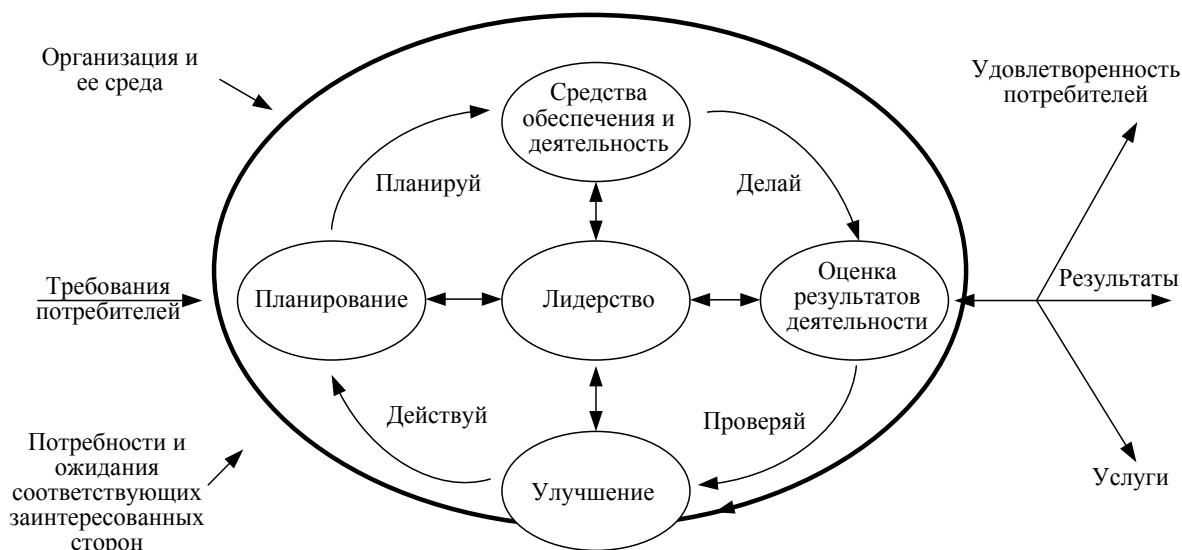 Организация и
ее среда
Средства
обеспечения и
деятельность
Удовлетворенность
потребителей
Планируй
Делай
Требования
потребителей
Планирование
Лидерство
Оценка
результатов
деятельности
Результаты
Действуй
Проверяй
Потребности и
ожидания
соответствующих
заинтересованных
сторон
Улучшение
Услуги